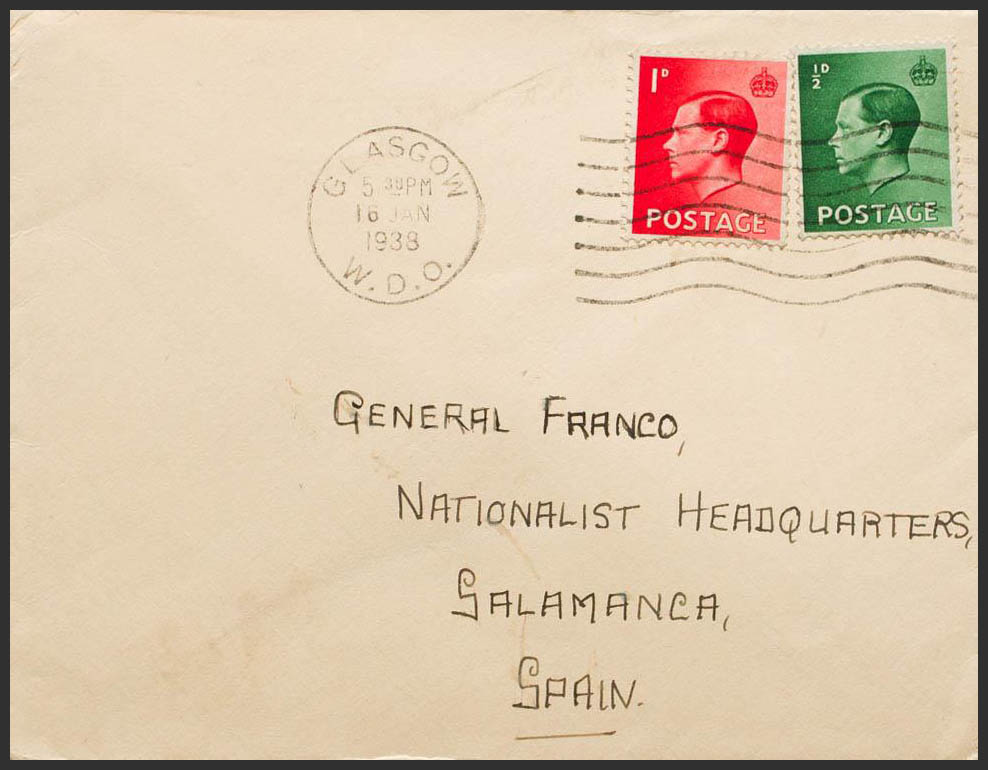 1D
½D
POSTAGE
POSTAGE
GLASGOW
5 30PM
16 JAN
1938
W.D.O.
GENERAL FRANCO,
NATIONALIST HEADQUARTERS,
SALAMANCA,
SPAIN.